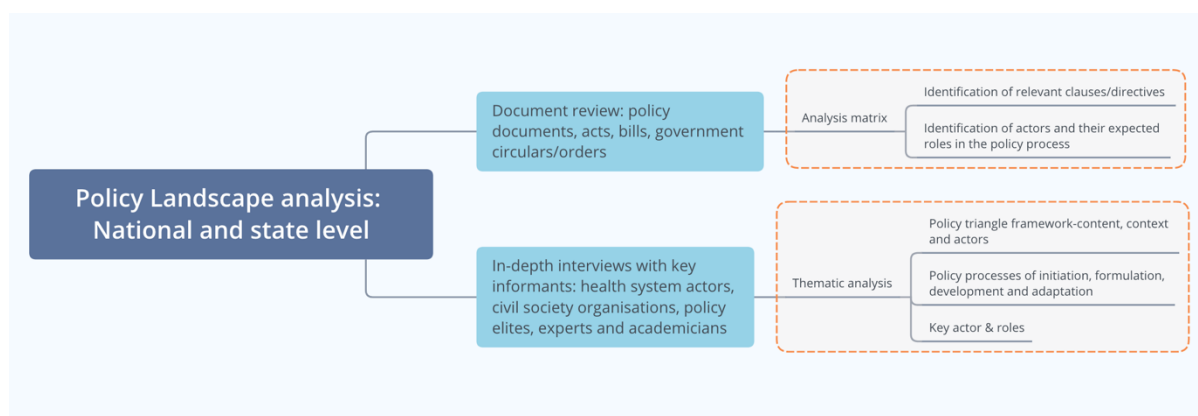 Policy Landscape analysis:
National and state level
Document review: policy
documents, acts, bills, government
circulars/orders
Analysis matrix
Identification of relevant clauses/directives
Identification of actors and their expected
roles in the policy process
In-depth interviews with key
informants: health system actors,
civil society organisations, policy
elites, experts and academicians
Thematic analysis
Policy triangle framework-content, context
and actors
Policy processes of initiation, formulation,
development and adaptation
Key actor & roles